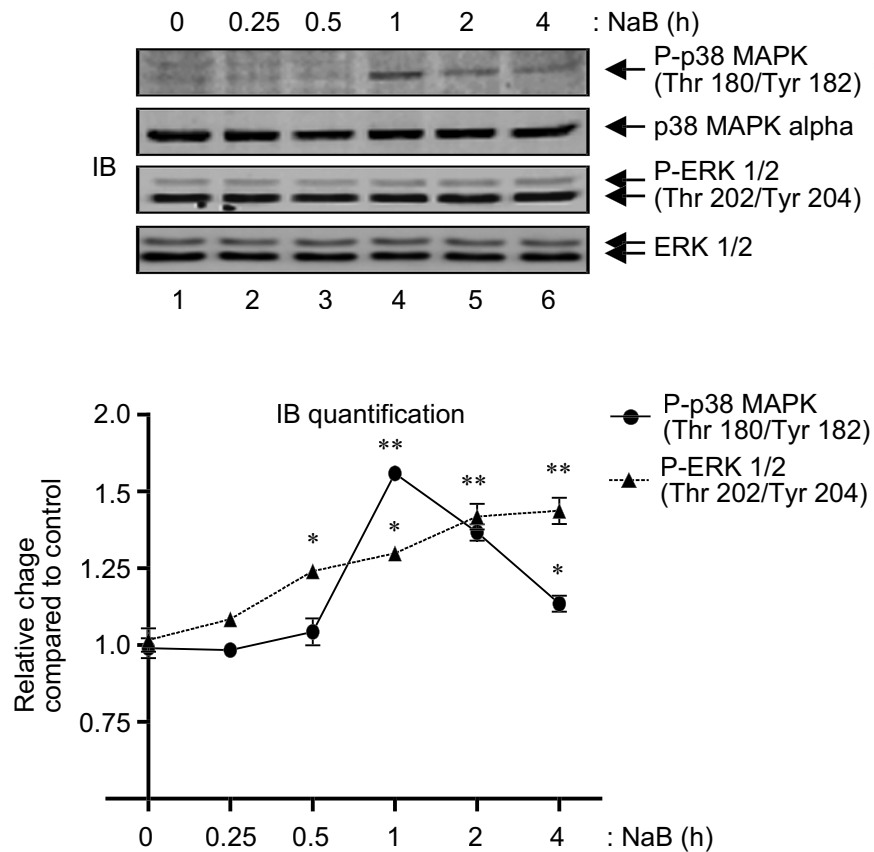 0 0.25 0.5 1 2 4 : NaB (h)
P-p38 MAPK
(Thr 180/Tyr 182)
p38 MAPK alpha
IB
P-ERK 1/2
(Thr 202/Tyr 204)
ERK 1/2
1 2 3 4 5 6
IB quantification
P-p38 MAPK
(Thr 180/Tyr 182)
P-ERK 1/2
(Thr 202/Tyr 204)
Relative chage
compared to control
2.0
1.5
1.25
1.0
0.75
** ** **
* * *
0 0.25 0.5 1 2 4 : NaB (h)